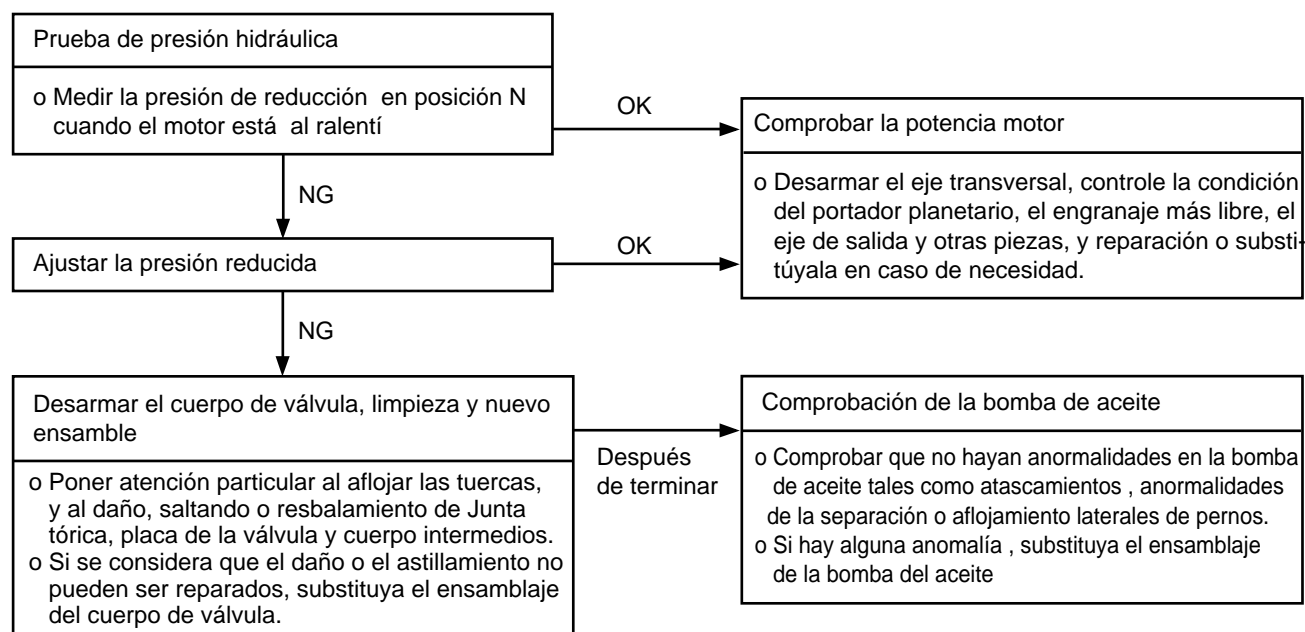 Prueba de presión hidráulica
o Medir la presión de reducción en posición N
cuando el motor está al ralentí
OK
Comprobar la potencia motor
o Desarmar el eje transversal, controle la condición
del portador planetario, el engranaje más libre, el
eje de salida y otras piezas, y reparación o substi-
túyala en caso de necesidad.
NG
Ajustar la presión reducida
OK
NG
Desarmar el cuerpo de válvula, limpieza y nuevo
ensamble
o Poner atención particular al aflojar las tuercas,
y al daño, saltando o resbalamiento de Junta
tórica, placa de la válvula y cuerpo intermedios.
o Si se considera que el daño o el astillamiento no
pueden ser reparados, substituya el ensamblaje
del cuerpo de válvula.
Después
de terminar
Comprobación de la bomba de aceite
o Comprobar que no hayan anormalidades en la bomba
de aceite tales como atascamientos , anormalidades
de la separación o aflojamiento laterales de pernos.
o Si hay alguna anomalía , substituya el ensamblaje
de la bomba del aceite